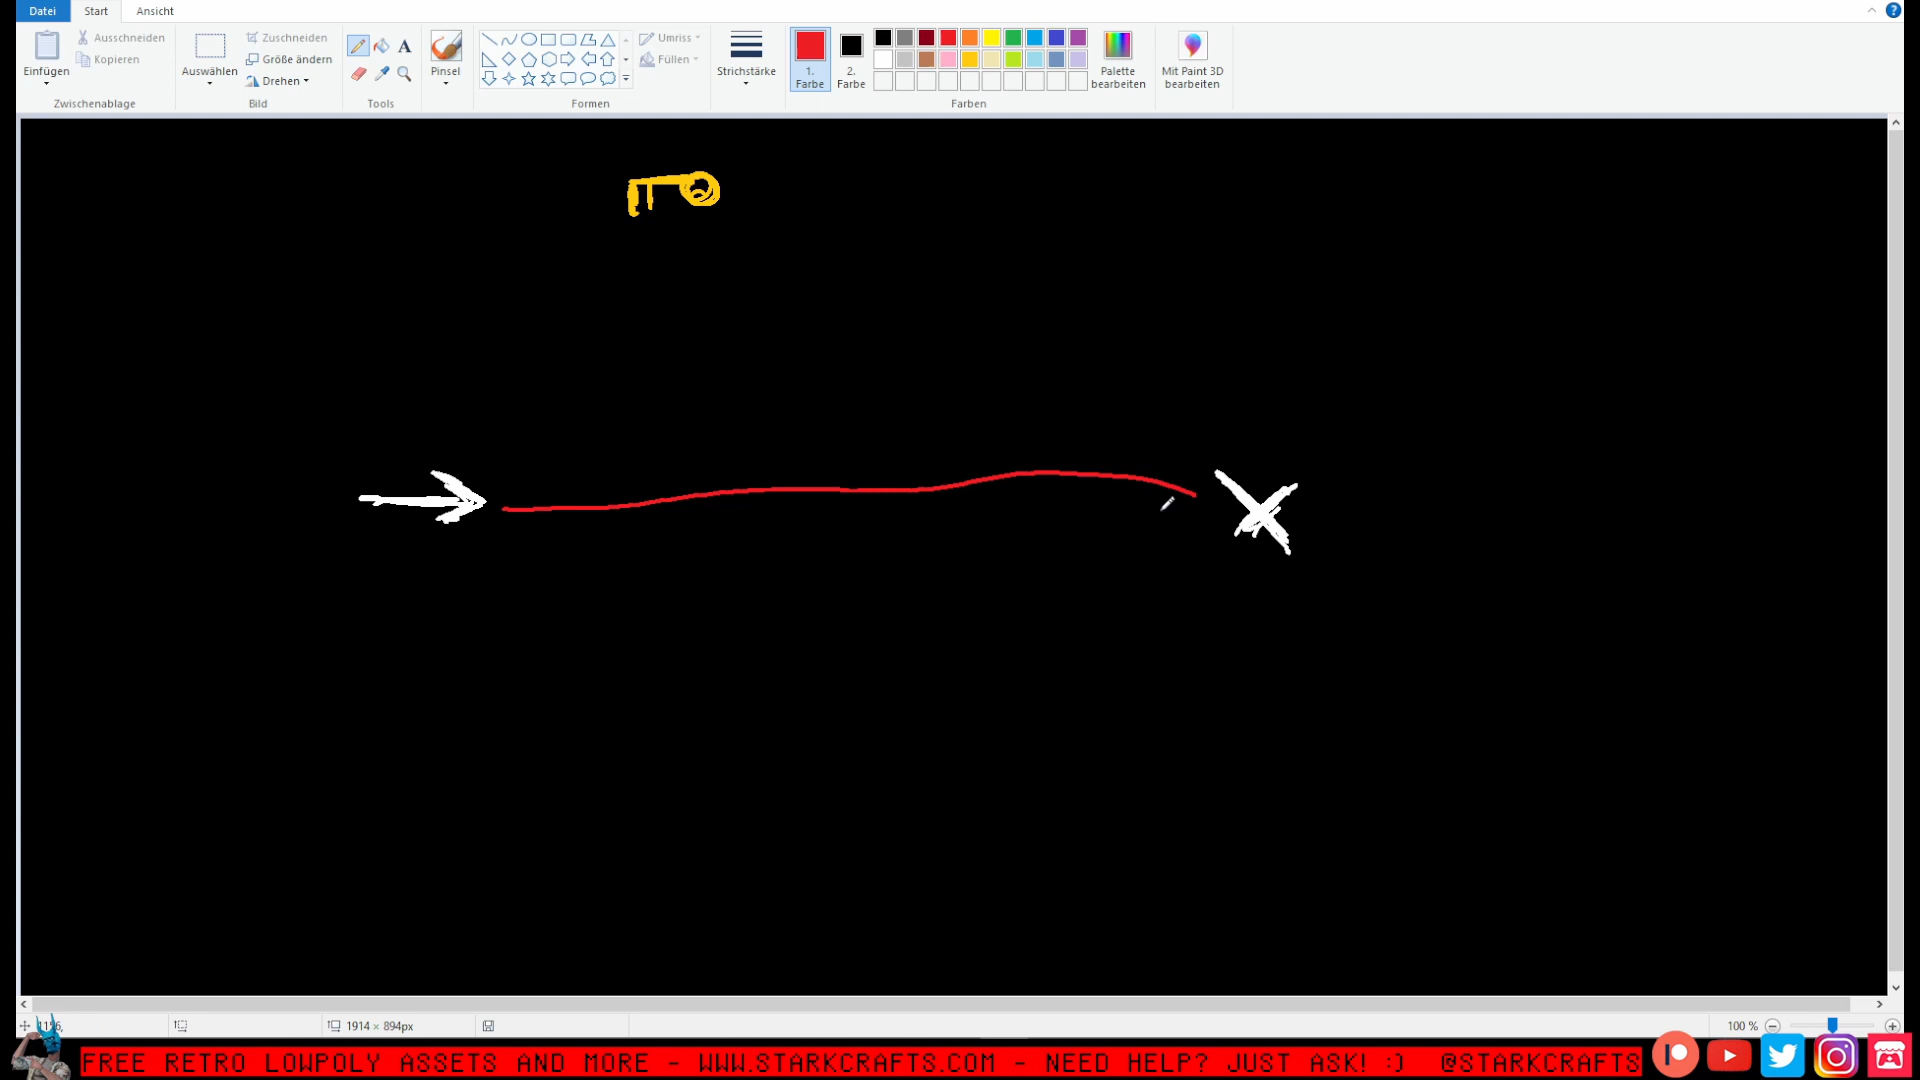 Datei Start Ansicht
Einfügen
Ausschneiden
Kopieren
Zwischenablage
Auswählen
Zuschneiden
Größe ändern
Drehen
Bild
Tools
Pinsel
Formen
Umriss
Füllen
Strichstärke
1.
Farbe
2.
Farbe
Farben
Palette
bearbeiten
Mit Paint 3D
bearbeiten
1914 × 894px
100 %
FREE RETRO LOWPOLY ASSETS AND MORE - WWW.STARKCRAFTS.COM - NEED HELP? JUST ASK! :) @STARKCRAFTS